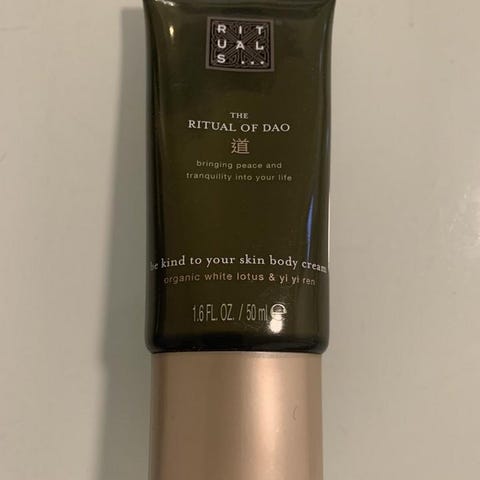 RIT
UAL
S...
THE
RITUAL OF DAO
道
bringing peace and
tranquility into your life
be kind to your skin body cream
organic white lotus & yi yi ren
1.6 FL. OZ. / 50 ml ℮